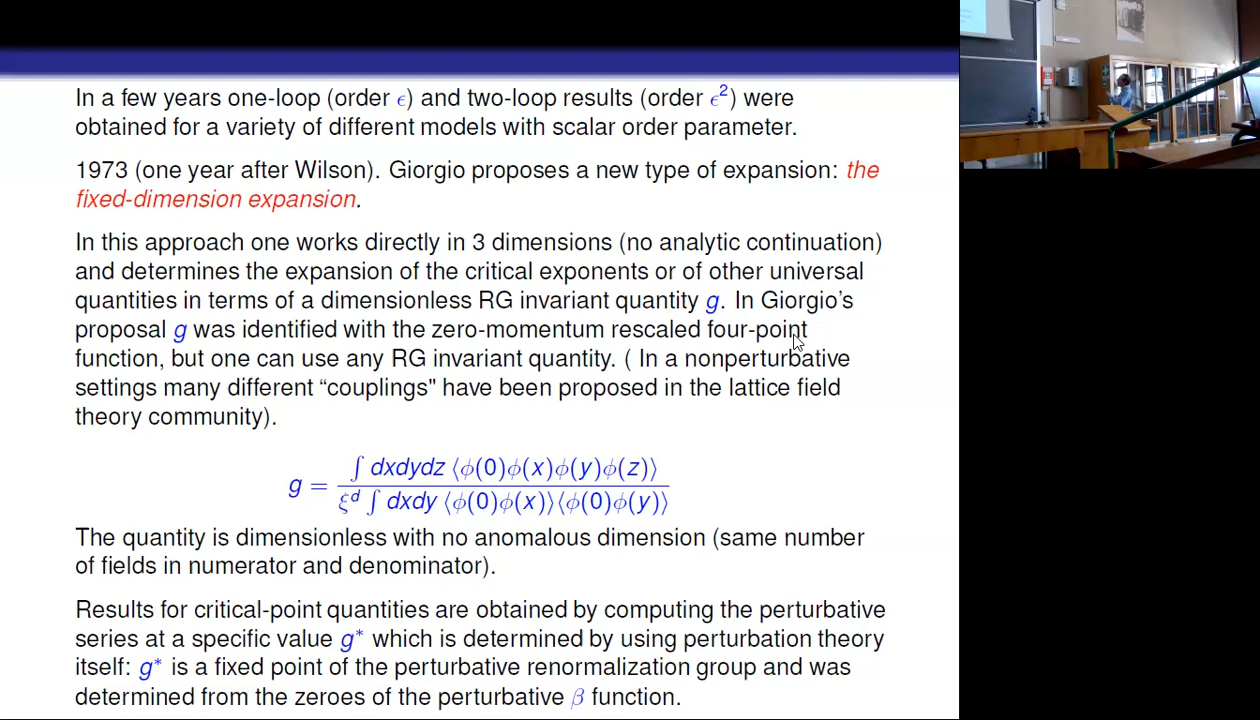 In a few years one-loop (order ϵ) and two-loop results (order ϵ²) were
obtained for a variety of different models with scalar order parameter.
1973 (one year after Wilson). Giorgio proposes a new type of expansion: the
fixed-dimension expansion.
In this approach one works directly in 3 dimensions (no analytic continuation)
and determines the expansion of the critical exponents or of other universal
quantities in terms of a dimensionless RG invariant quantity g. In Giorgio's
proposal g was identified with the zero-momentum rescaled four-point
function, but one can use any RG invariant quantity. ( In a nonperturbative
settings many different “couplings" have been proposed in the lattice field
theory community).
g = ∫ dxdydz ⟨ϕ(0)ϕ(x)ϕ(y)ϕ(z)⟩ / ξ^d ∫ dxdy ⟨ϕ(0)ϕ(x)⟩⟨ϕ(0)ϕ(y)⟩
The quantity is dimensionless with no anomalous dimension (same number
of fields in numerator and denominator).
Results for critical-point quantities are obtained by computing the perturbative
series at a specific value g* which is determined by using perturbation theory
itself: g* is a fixed point of the perturbative renormalization group and was
determined from the zeroes of the perturbative β function.